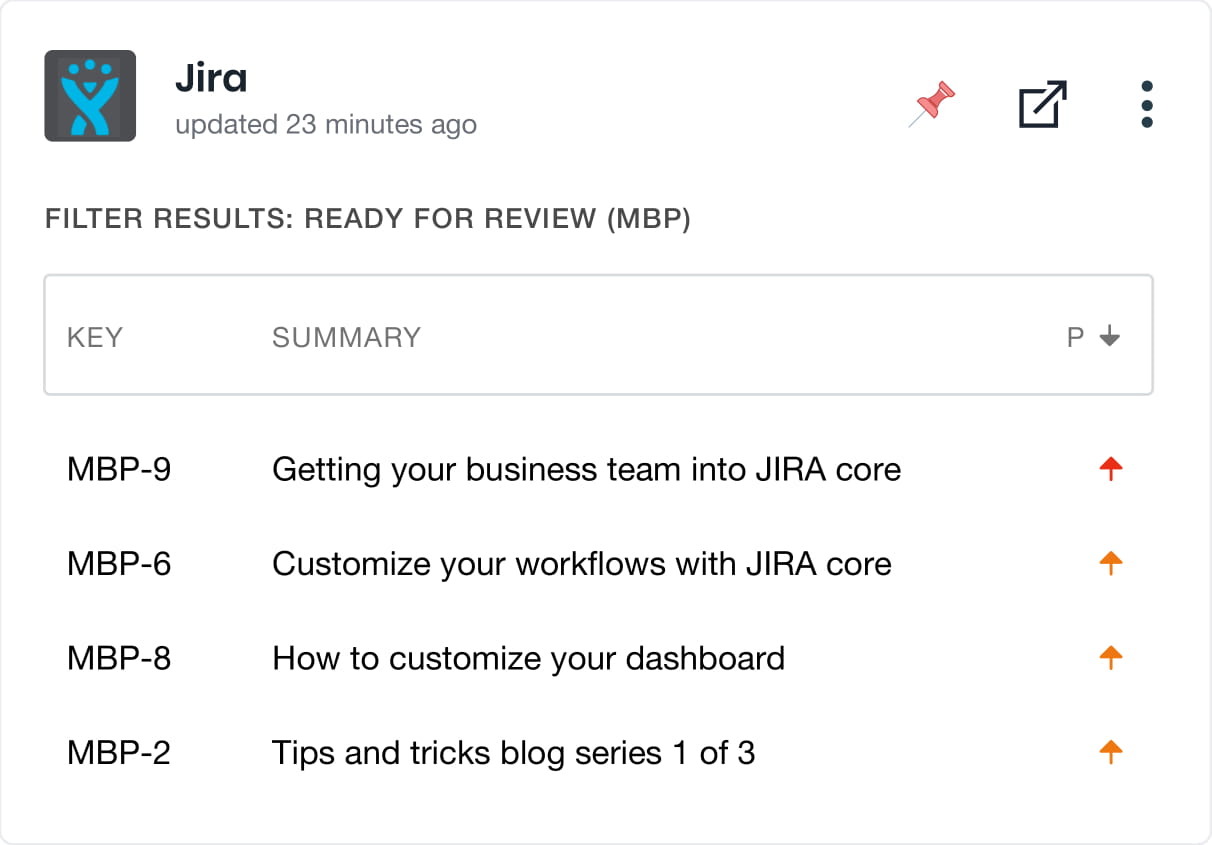 Jira
updated 23 minutes ago
FILTER RESULTS: READY FOR REVIEW (MBP)
KEY SUMMARY P
MBP-9 Getting your business team into JIRA core
MBP-6 Customize your workflows with JIRA core
MBP-8 How to customize your dashboard
MBP-2 Tips and tricks blog series 1 of 3